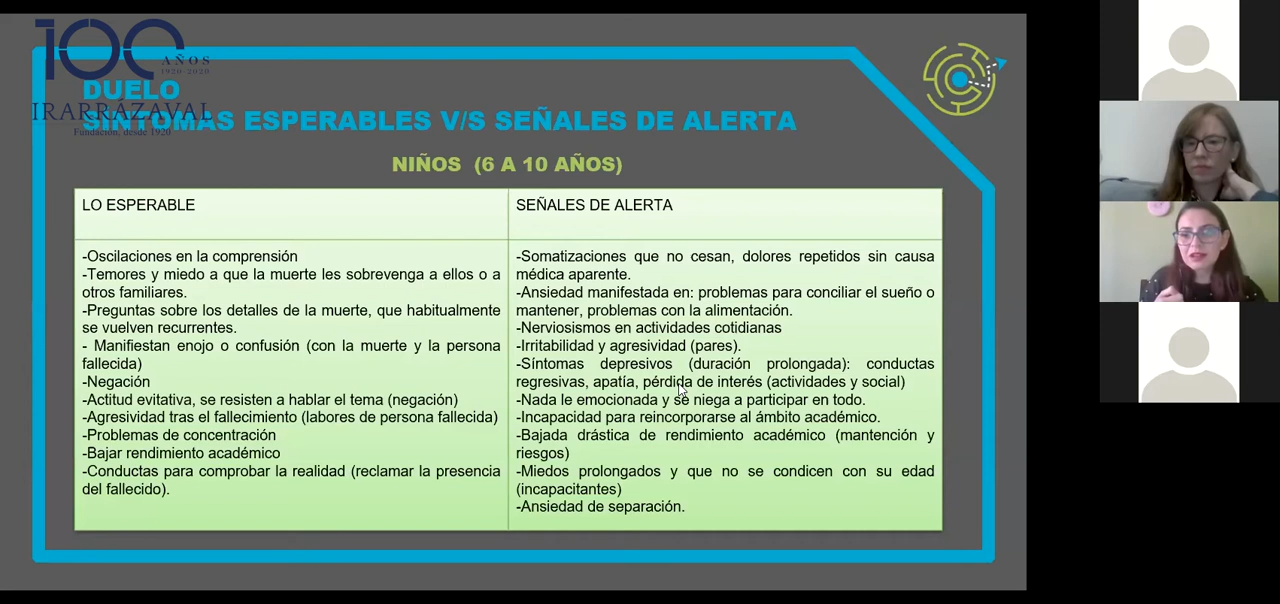 100
AÑOS
1920-2020
IRARRÁZAVAL
Fundación, desde 1920
DUELO
SÍNTOMAS ESPERABLES V/S SEÑALES DE ALERTA
NIÑOS (6 A 10 AÑOS)
LO ESPERABLE
-Oscilaciones en la comprensión
-Temores y miedo a que la muerte les sobrevenga a ellos o a
otros familiares.
-Preguntas sobre los detalles de la muerte, que habitualmente
se vuelven recurrentes.
- Manifiestan enojo o confusión (con la muerte y la persona
fallecida)
-Negación
-Actitud evitativa, se resisten a hablar el tema (negación)
-Agresividad tras el fallecimiento (labores de persona fallecida)
-Problemas de concentración
-Bajar rendimiento académico
-Conductas para comprobar la realidad (reclamar la presencia
del fallecido).
SEÑALES DE ALERTA
-Somatizaciones que no cesan, dolores repetidos sin causa
médica aparente.
-Ansiedad manifestada en: problemas para conciliar el sueño o
mantener, problemas con la alimentación.
-Nerviosismos en actividades cotidianas
-Irritabilidad y agresividad (pares).
-Síntomas depresivos (duración prolongada): conductas
regresivas, apatía, pérdida de interés (actividades y social)
-Nada le emocionada y se niega a participar en todo.
-Incapacidad para reincorporarse al ámbito académico.
-Bajada drástica de rendimiento académico (mantención y
riesgos)
-Miedos prolongados y que no se condicen con su edad
(incapacitantes)
-Ansiedad de separación.